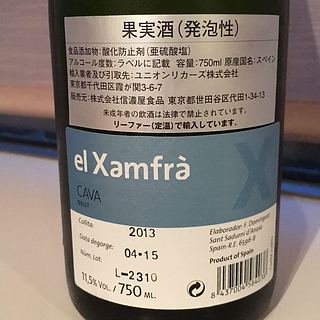 果実酒(発泡性)
食品添加物:酸化防止剤(亜硫酸塩)
アルコール度数:ラベルに記載 容量:750ml 原産国名:スペイン
輸入業者及び引取先:ユニオンリカーズ株式会社
東京都千代田区霞が関3-6-7
販売元:株式会社信濃屋食品 東京都世田谷区代田1-34-13
未成年者の飲酒は法律で禁止されています。
リーファー(定温)で輸入しています。
el Xamfrà
X
CAVA
BRUT
Collita: 2013
Data degorge: 04·15
Núm. Lot: L-2310
11,5% Vol. / 750 ML.
Elaborador: F. Domínguez
Sant Sadurní d'Anoia
Spain-R.E. 6396-B
Product of Spain